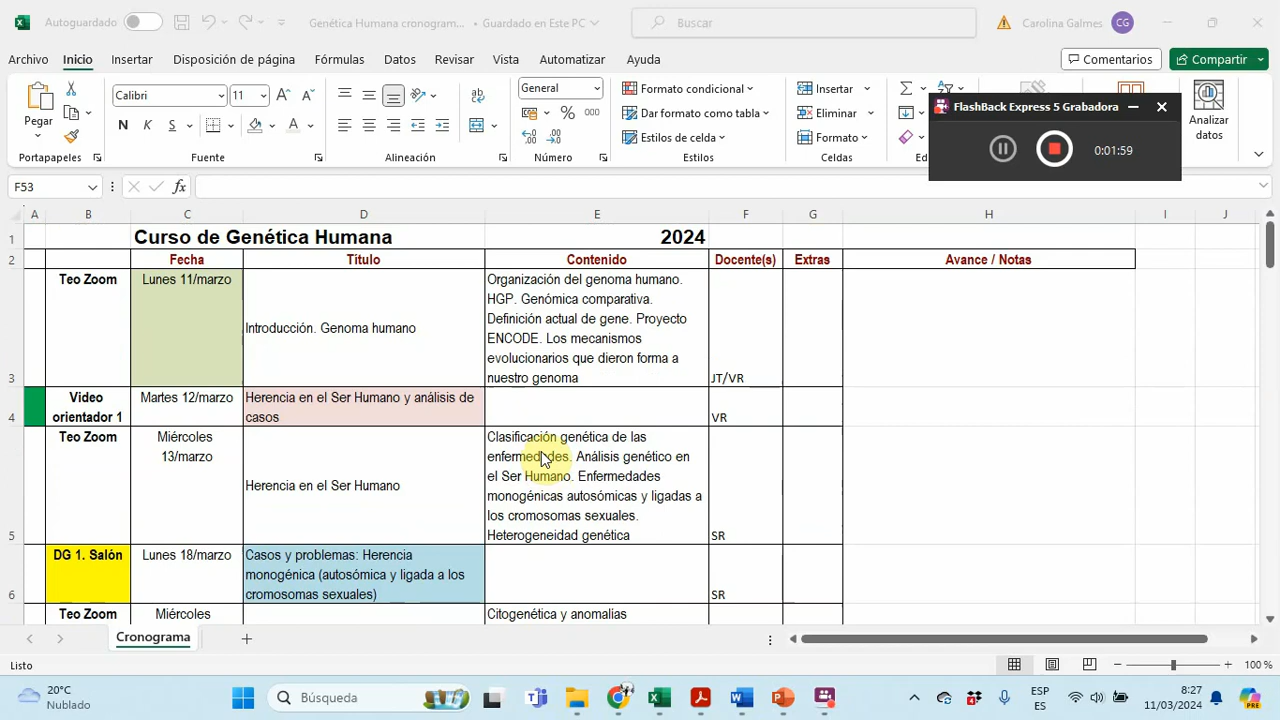 Autoguardado
Genética Humana cronogram... • Guardado en Este PC
Buscar
Carolina Galmes
CG
Archivo
Inicio
Insertar
Disposición de página
Fórmulas
Datos
Revisar
Vista
Automatizar
Ayuda
Comentarios
Compartir
Pegar
Portapapeles
Calibri
11
N K S
Fuente
Alineación
General
% 000
Número
Formato condicional
Dar formato como tabla
Estilos de celda
Estilos
Insertar
Eliminar
Formato
Celdas
Analizar
datos
FlashBack Express 5 Grabadora
0:01:59
F53
fx
A B C D E F G H I J
1 Curso de Genética Humana 2024
2 Fecha Título Contenido Docente(s) Extras Avance / Notas
Teo Zoom
Lunes 11/marzo
Introducción. Genoma humano
Organización del genoma humano.
HGP. Genómica comparativa.
Definición actual de gene. Proyecto
ENCODE. Los mecanismos
evolucionarios que dieron forma a
nuestro genoma
JT/VR
3
Video
orientador 1
Martes 12/marzo
Herencia en el Ser Humano y análisis de
casos
VR
4
Teo Zoom
Miércoles
13/marzo
Herencia en el Ser Humano
Clasificación genética de las
enfermedades. Análisis genético en
el Ser Humano. Enfermedades
monogénicas autosómicas y ligadas a
los cromosomas sexuales.
Heterogeneidad genética
SR
5
DG 1. Salón
Lunes 18/marzo
Casos y problemas: Herencia
monogénica (autosómica y ligada a los
cromosomas sexuales)
SR
6
Teo Zoom
Miércoles
Citogenética y anomalías
Cronograma
Listo
100 %
20°C
Nublado
Búsqueda
ESP
ES
8:27
11/03/2024
PRE